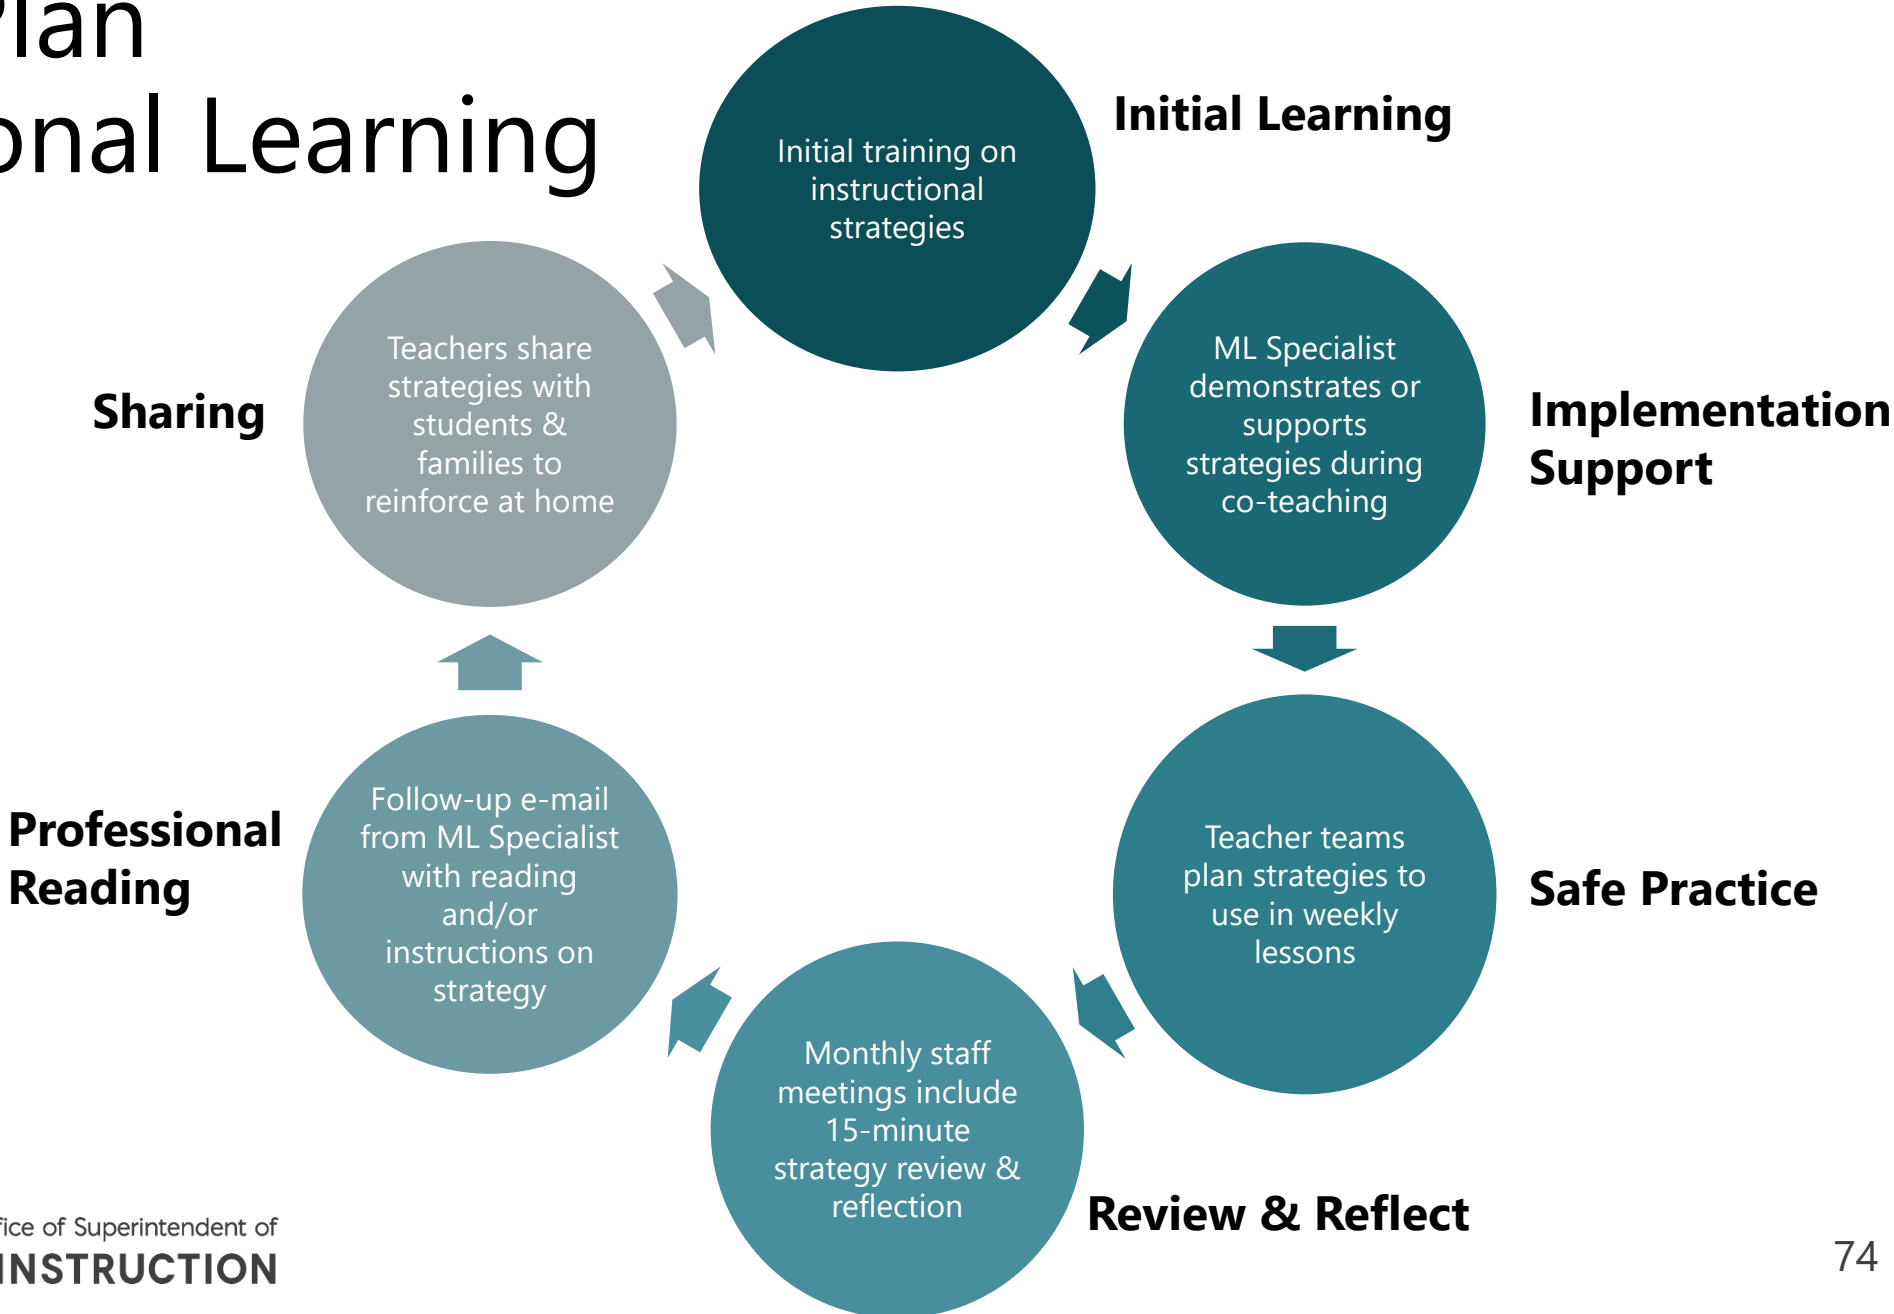 Plan
onal Learning
Initial training on
instructional
strategies
Initial Learning
ML Specialist
demonstrates or
supports
strategies during
co-teaching
Implementation
Support
Teacher teams
plan strategies to
use in weekly
lessons
Safe Practice
Monthly staff
meetings include
15-minute
strategy review &
reflection
Review & Reflect
Follow-up e-mail
from ML Specialist
with reading
and/or
instructions on
strategy
Professional
Reading
Teachers share
strategies with
students &
families to
reinforce at home
Sharing
fice of Superintendent of
INSTRUCTION
74